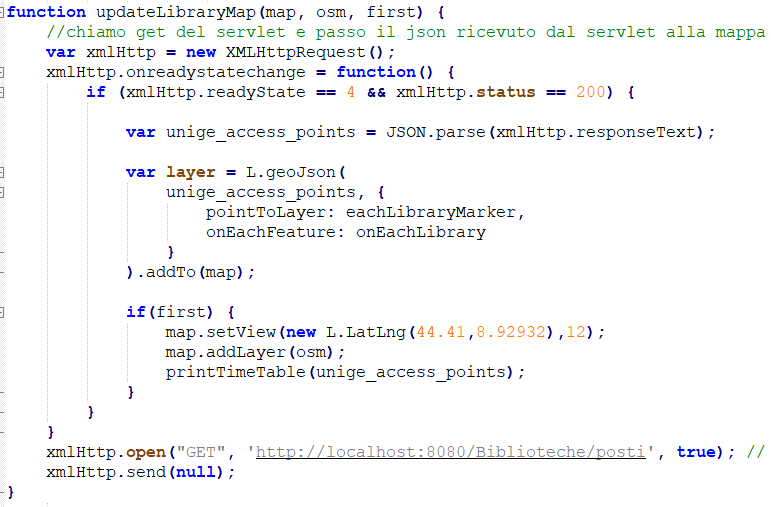 function updateLibraryMap(map, osm, first) {
//chiamo get del servlet e passo il json ricevuto dal servlet alla mappa
var xmlHttp = new XMLHttpRequest();
xmlHttp.onreadystatechange = function() {
if (xmlHttp.readyState == 4 && xmlHttp.status == 200) {
var unige_access_points = JSON.parse(xmlHttp.responseText);
var layer = L.geoJson(
unige_access_points, {
pointToLayer: eachLibraryMarker,
onEachFeature: onEachLibrary
}
).addTo(map);
if(first) {
map.setView(new L.LatLng(44.41,8.92932),12);
map.addLayer(osm);
printTimeTable(unige_access_points);
}
}
}
xmlHttp.open("GET", 'http://localhost:8080/Biblioteche/posti', true); //
xmlHttp.send(null);
}